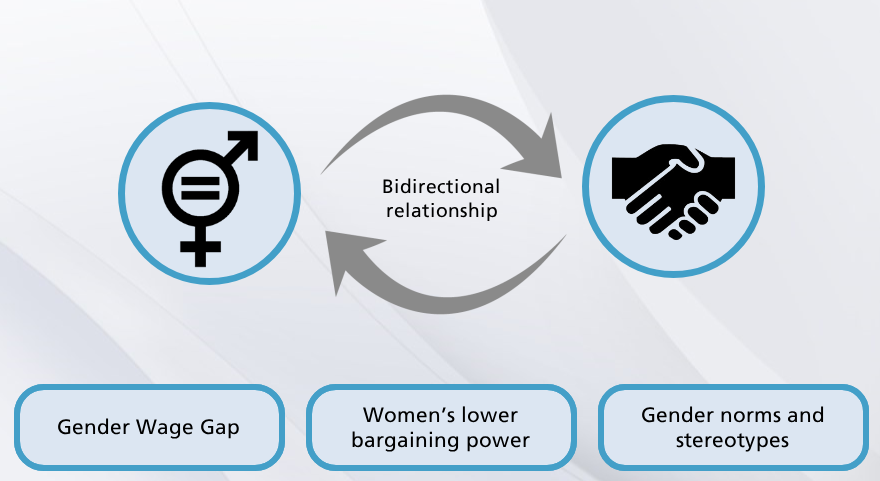 Bidirectional
relationship
Gender Wage Gap
Women’s lower
bargaining power
Gender norms and
stereotypes